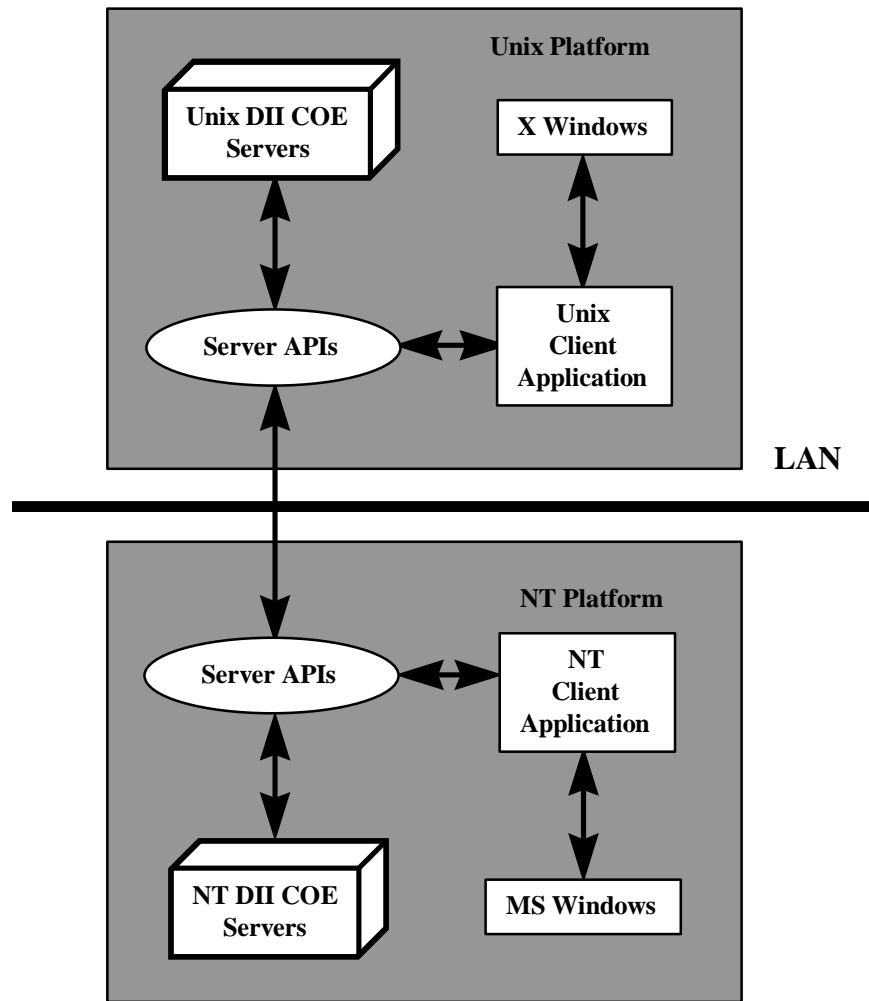 Unix Platform
Unix DII COE
Servers
X Windows
Server APIs
Unix
Client
Application
LAN
NT Platform
Server APIs
NT
Client
Application
NT DII COE
Servers
MS Windows